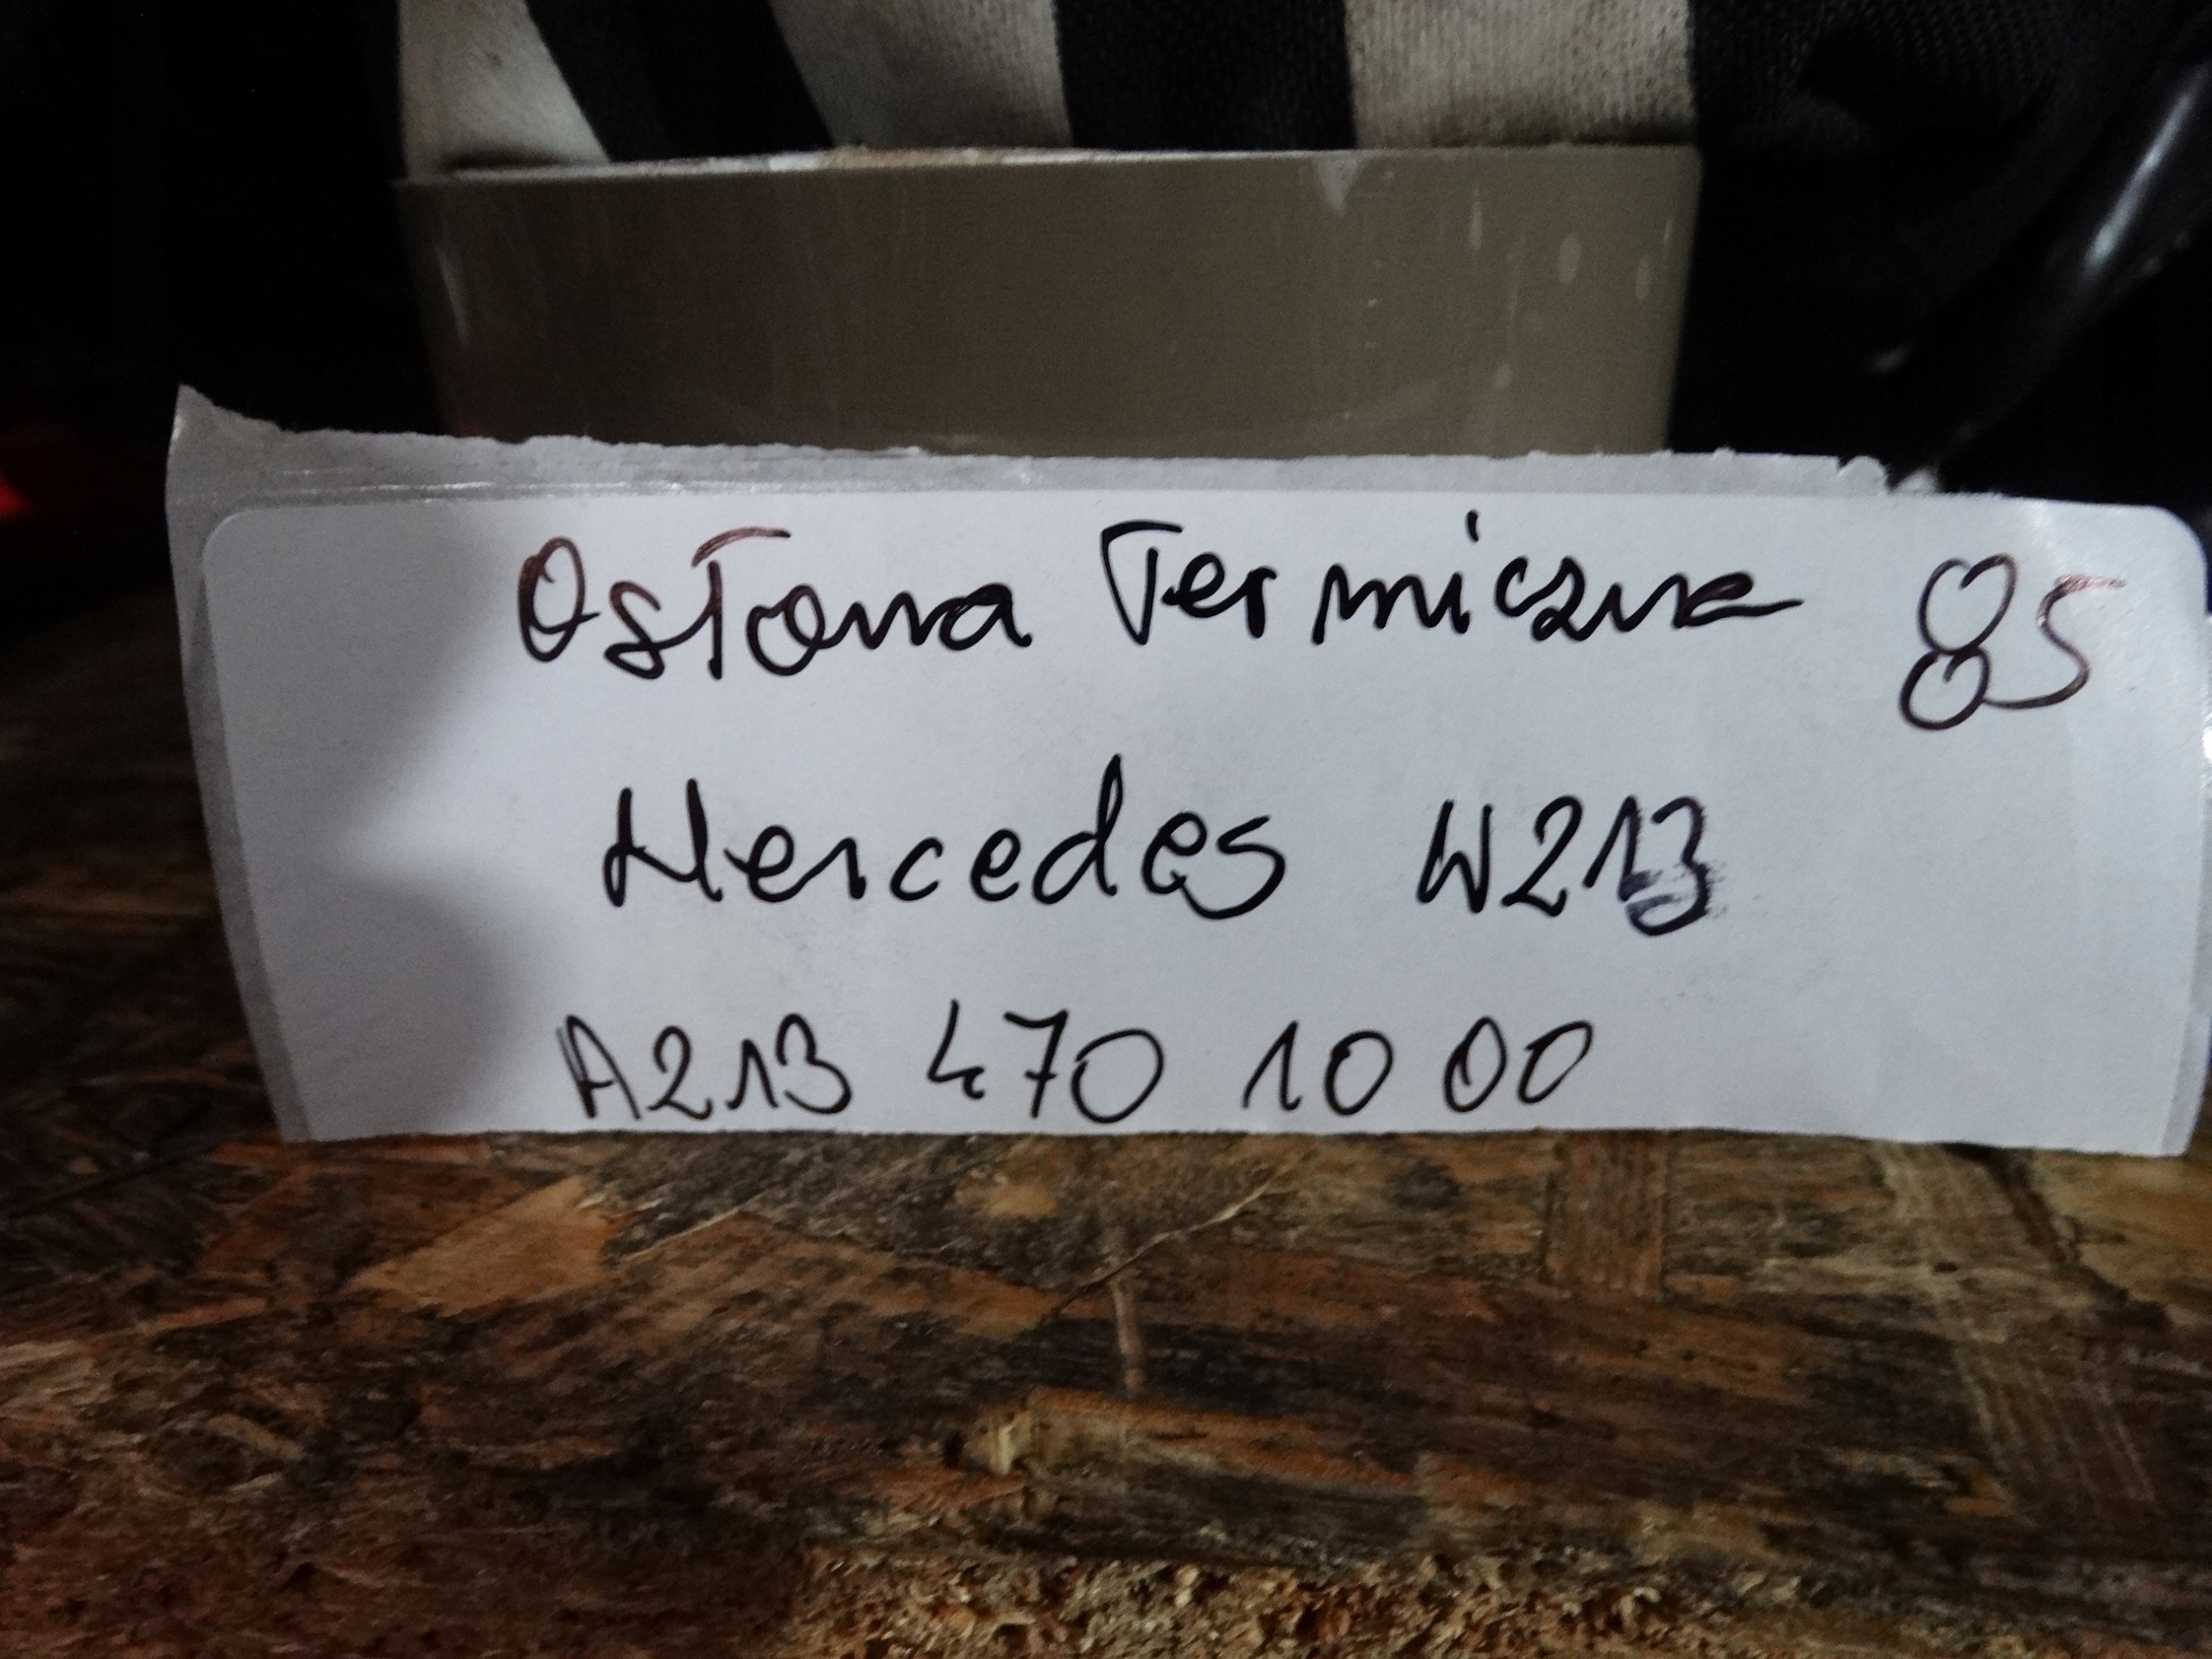 Osłona Termiczna 85
Mercedes W213
A213 470 10 00